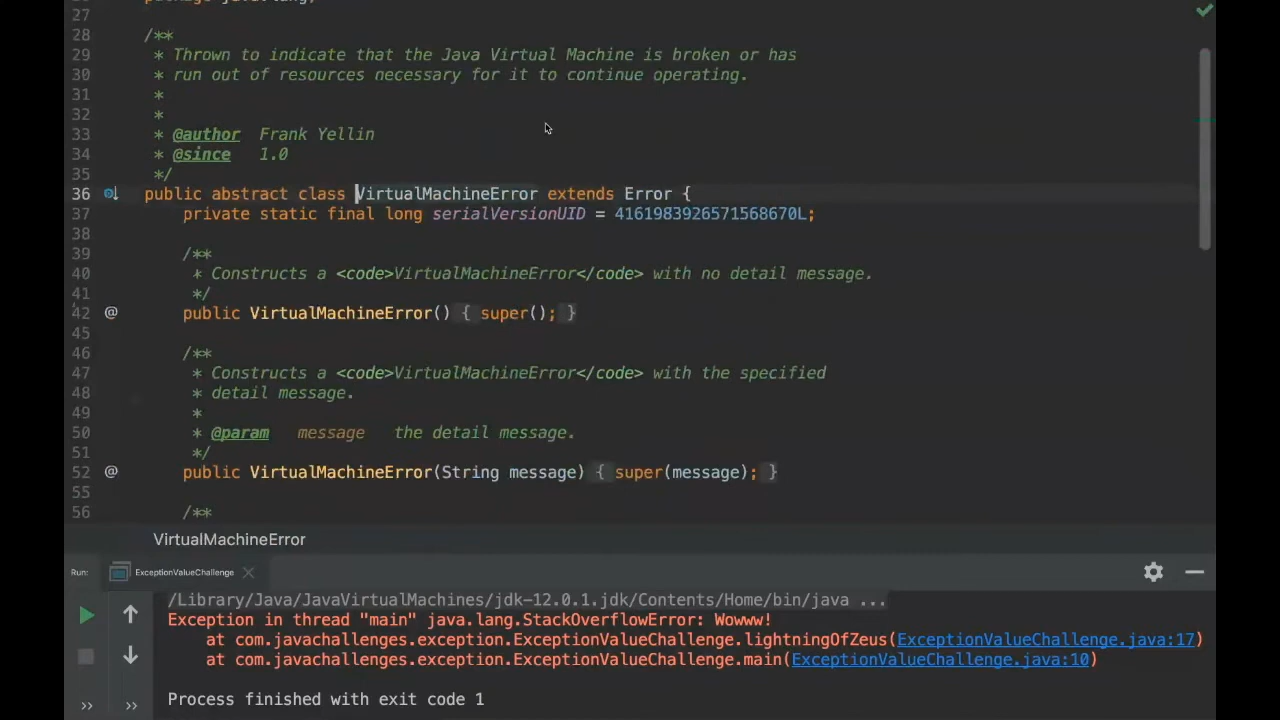 27
28 /**
29 * Thrown to indicate that the Java Virtual Machine is broken or has
30 * run out of resources necessary for it to continue operating.
31 *
32 *
33 * @author Frank Yellin
34 * @since 1.0
35 */
36 public abstract class VirtualMachineError extends Error {
37 private static final long serialVersionUID = 4161983926571568670L;
38
39 /**
40 * Constructs a <code>VirtualMachineError</code> with no detail message.
41 */
42 @ public VirtualMachineError() { super(); }
45
46 /**
47 * Constructs a <code>VirtualMachineError</code> with the specified
48 * detail message.
49 *
50 * @param message the detail message.
51 */
52 @ public VirtualMachineError(String message) { super(message); }
55
56 /**
VirtualMachineError
Run: ExceptionValueChallenge
/Library/Java/JavaVirtualMachines/jdk-12.0.1.jdk/Contents/Home/bin/java ...
Exception in thread "main" java.lang.StackOverflowError: Wowww!
at com.javachallenges.exception.ExceptionValueChallenge.lightningOfZeus(ExceptionValueChallenge.java:17)
at com.javachallenges.exception.ExceptionValueChallenge.main(ExceptionValueChallenge.java:10)
Process finished with exit code 1